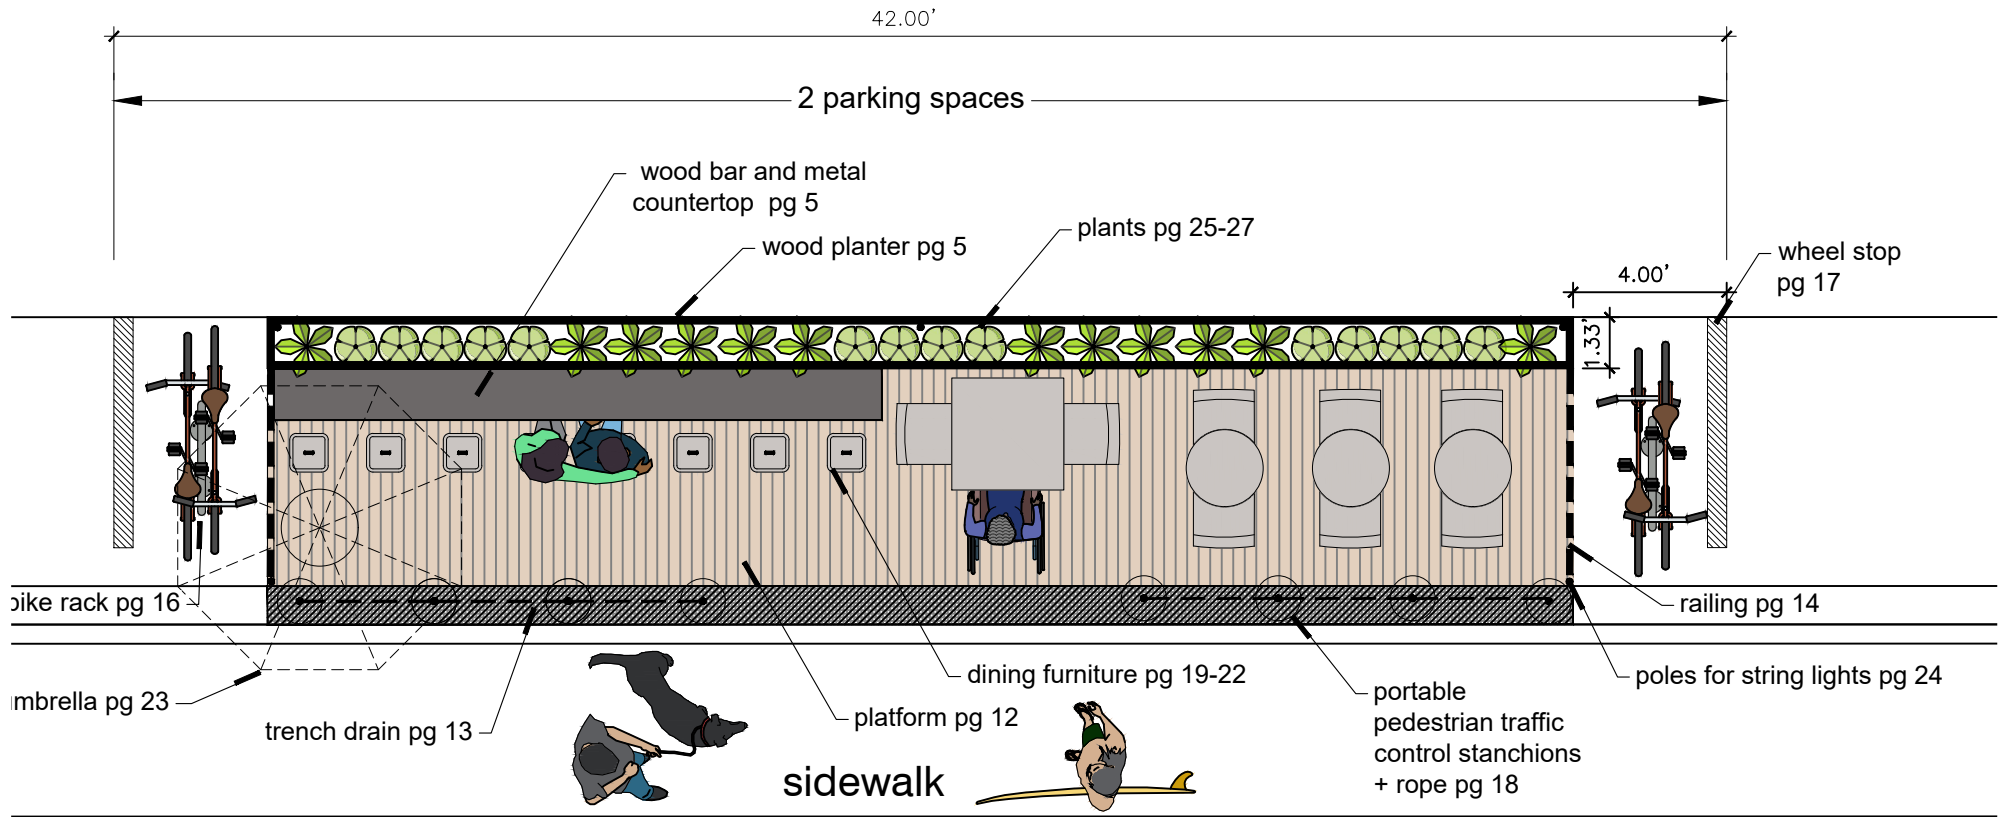 42.00'
2 parking spaces
wood bar and metal
countertop pg 5
wood planter pg 5
plants pg 25-27
wheel stop
pg 17
4.00'
1.33'
bike rack pg 16
railing pg 14
umbrella pg 23
trench drain pg 13
platform pg 12
dining furniture pg 19-22
portable
pedestrian traffic
control stanchions
+ rope pg 18
poles for string lights pg 24
sidewalk